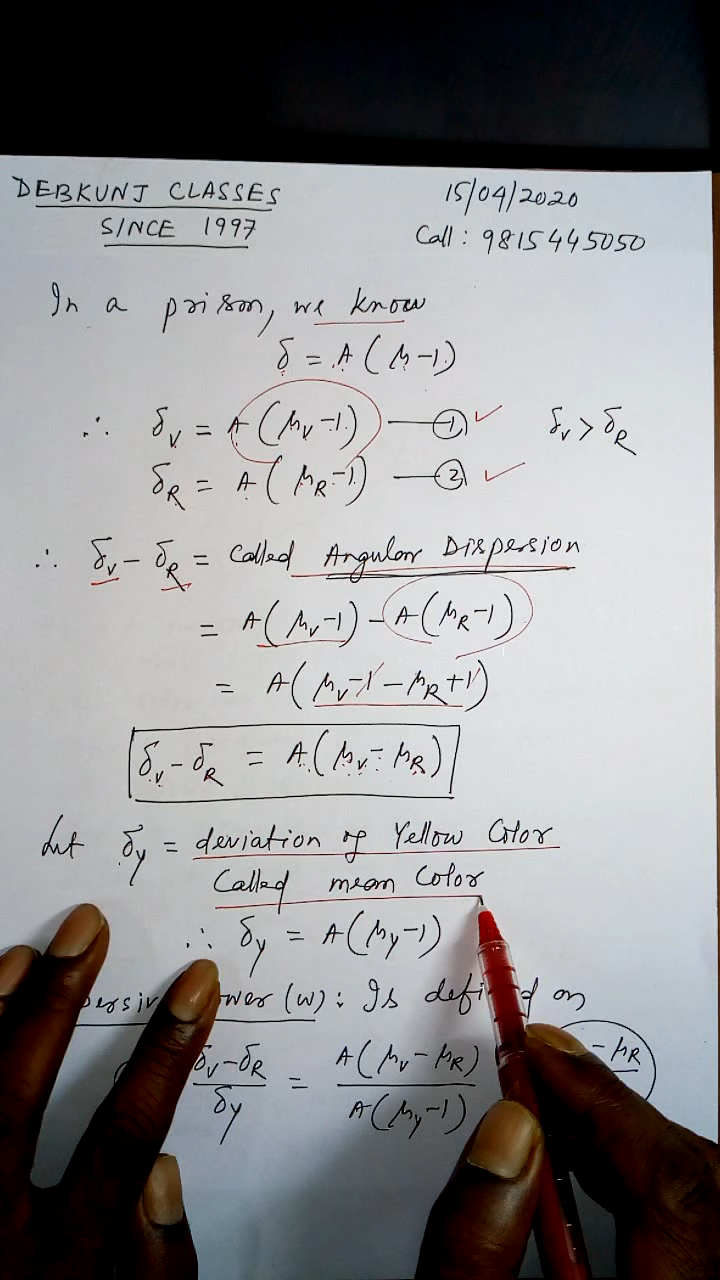 DEBKUNJ CLASSES
SINCE 1997
15/04/2020
Call : 9815445050
In a prism, we know
δ = A(μ-1)
∴ δV = A(μV-1) — 1 ✓ δV > δR
δR = A(μR-1) — 2 ✓
∴ δV - δR = Called Angular Dispersion
= A(μV-1) - A(μR-1)
= A(μV-1-μR+1)
δV - δR = A(μV-μR)
Let δy = deviation of Yellow Color
Called mean Color
∴ δy = A(μy-1)
(w): Is on
δV-δR / δy = A(μV-μR) / A(μy-1)
-μR